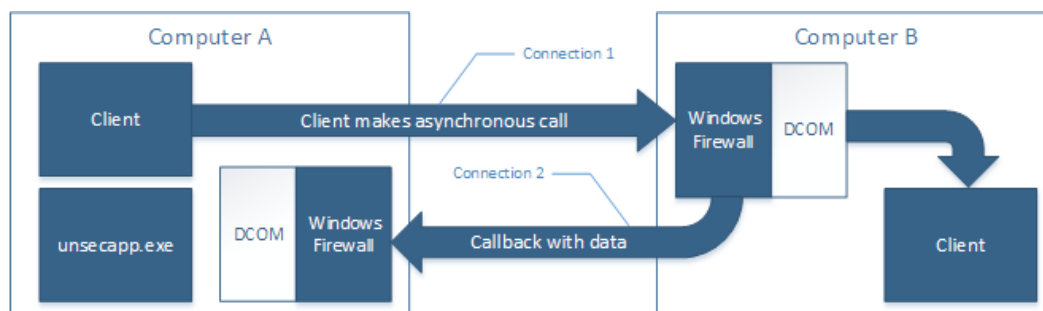 Computer A
Computer B
Connection 1
Client
Client makes asynchronous call
Windows
Firewall
DCOM
Connection 2
unsecapp.exe
DCOM
Windows
Firewall
Callback with data
Client